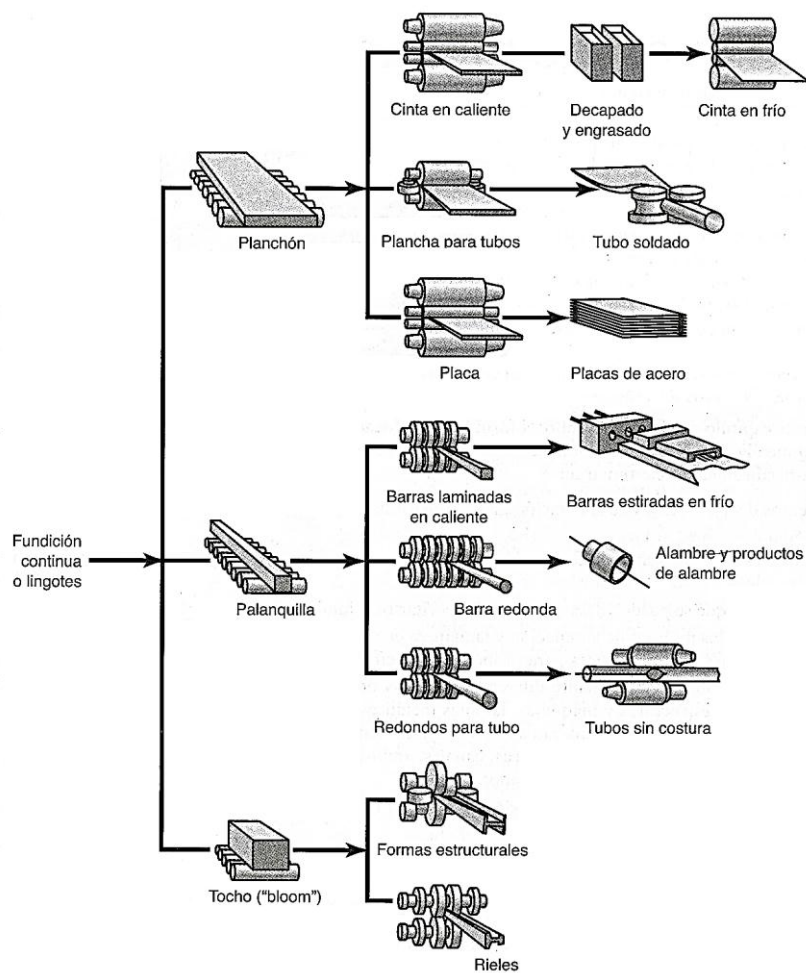 Cinta en caliente
Decapado
y engrasado
Cinta en frío
Planchón
Plancha para tubos
Tubo soldado
Placa
Placas de acero
Barras laminadas
en caliente
Barras estiradas en frío
Fundición
continua
o lingotes
Palanquilla
Barra redonda
Alambre y productos
de alambre
Redondos para tubo
Tubos sin costura
Formas estructurales
Tocho (“bloom”)
Rieles